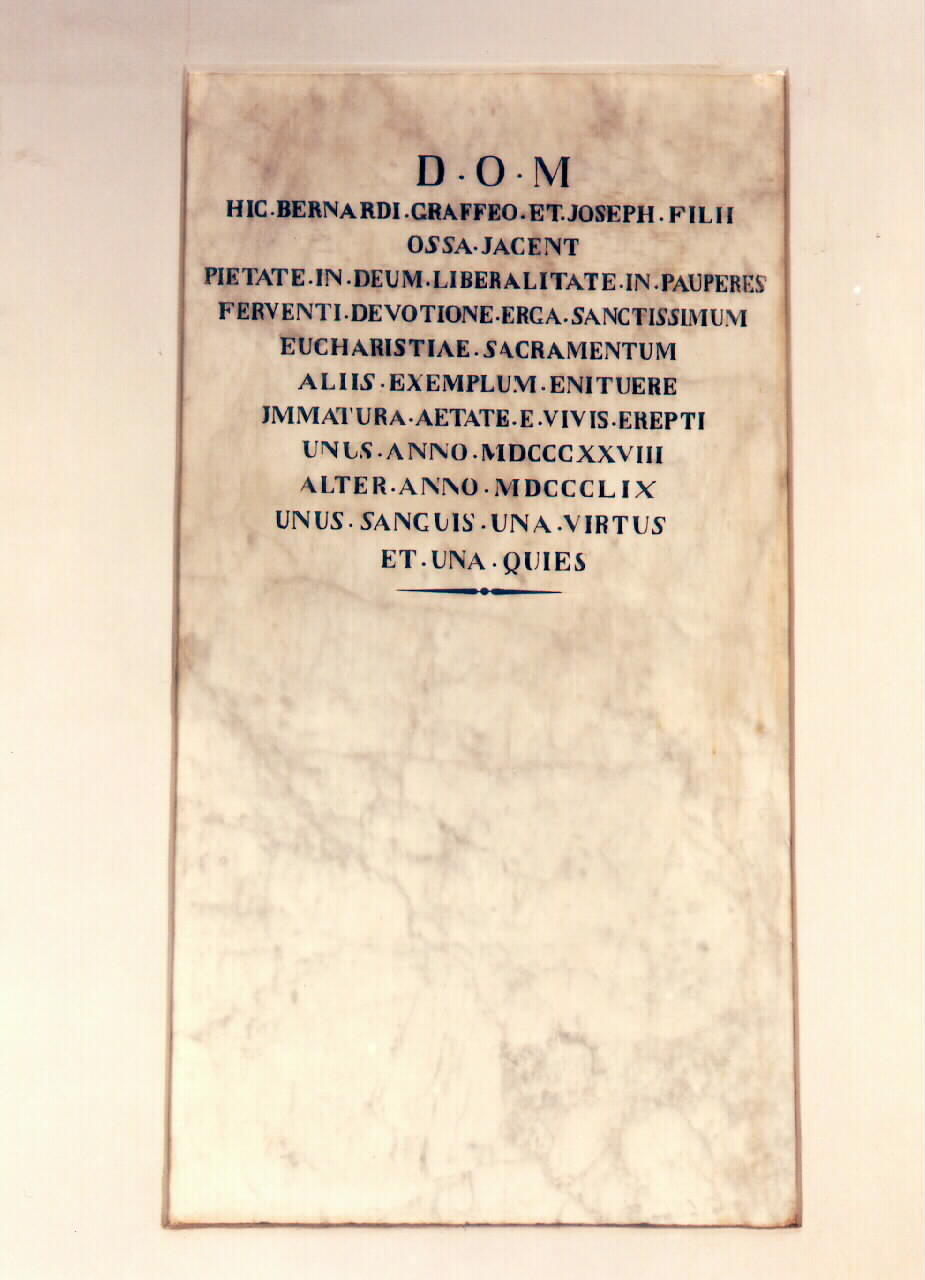 D·O·M
HIC·BERNARDI·GRAFFEO·ET·JOSEPH·FILII
OSSA·JACENT
PIETATE·IN·DEUM·LIBERALITATE·IN·PAUPERES
FERVENTI·DEVOTIONE·ERGA·SANCTISSIMUM
EUCHARISTIAE·SACRAMENTUM
ALIIS·EXEMPLUM·ENITUERE
JMMATURA·AETATE·E·VIVIS·EREPTI
UNUS·ANNO·MDCCCXXVIII
ALTER·ANNO·MDCCCLIX
UNUS·SANGUIS·UNA·VIRTUS
ET·UNA·QUIES